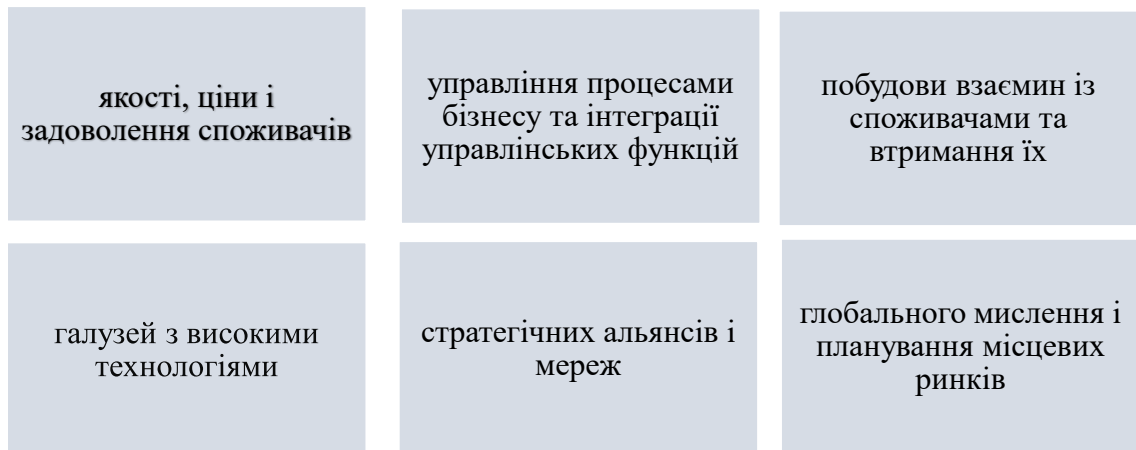 якості, ціни і
задоволення споживачів
управління процесами
бізнесу та інтеграції
управлінських функцій
побудови взаємин із
споживачами та
втримання їх
галузей з високими
технологіями
стратегічних альянсів і
мереж
глобального мислення і
планування місцевих
ринків